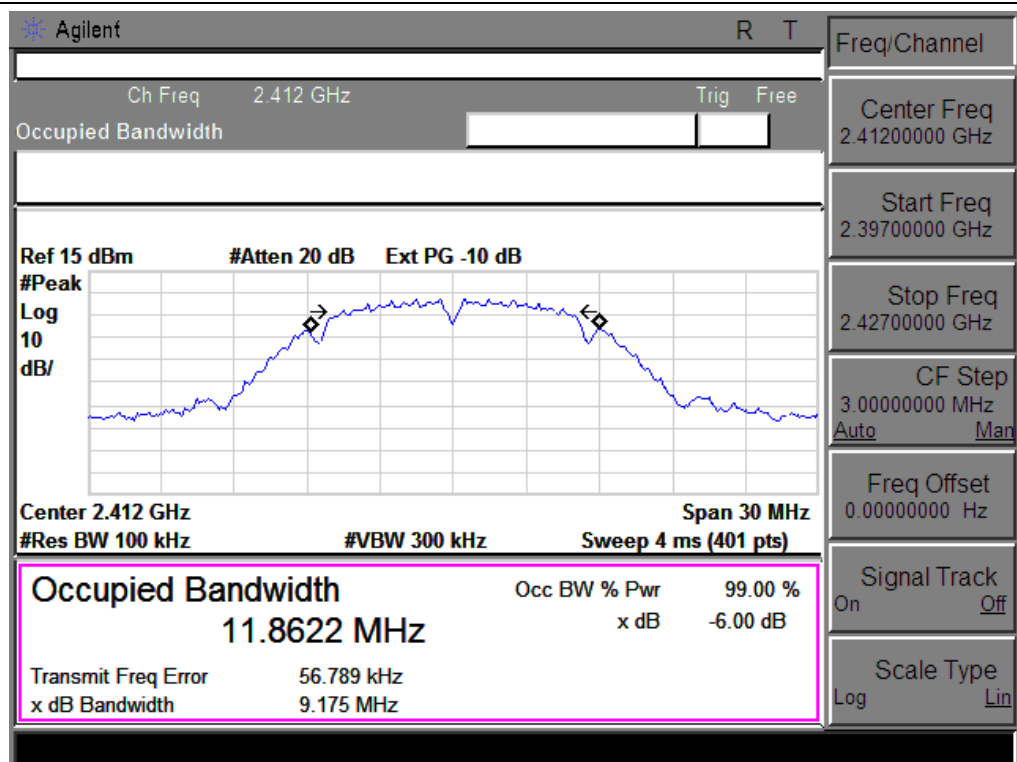 Agilent R T
Ch Freq 2.412 GHz Trig Free
Occupied Bandwidth
Ref 15 dBm #Atten 20 dB Ext PG -10 dB
#Peak
Log
10
dB/
Center 2.412 GHz Span 30 MHz
#Res BW 100 kHz #VBW 300 kHz Sweep 4 ms (401 pts)
Occupied Bandwidth
11.8622 MHz
Occ BW % Pwr 99.00 %
x dB -6.00 dB
Transmit Freq Error 56.789 kHz
x dB Bandwidth 9.175 MHz
Freq/Channel
Center Freq
2.41200000 GHz
Start Freq
2.39700000 GHz
Stop Freq
2.42700000 GHz
CF Step
3.00000000 MHz
Auto Man
Freq Offset
0.00000000 Hz
Signal Track
On Off
Scale Type
Log Lin